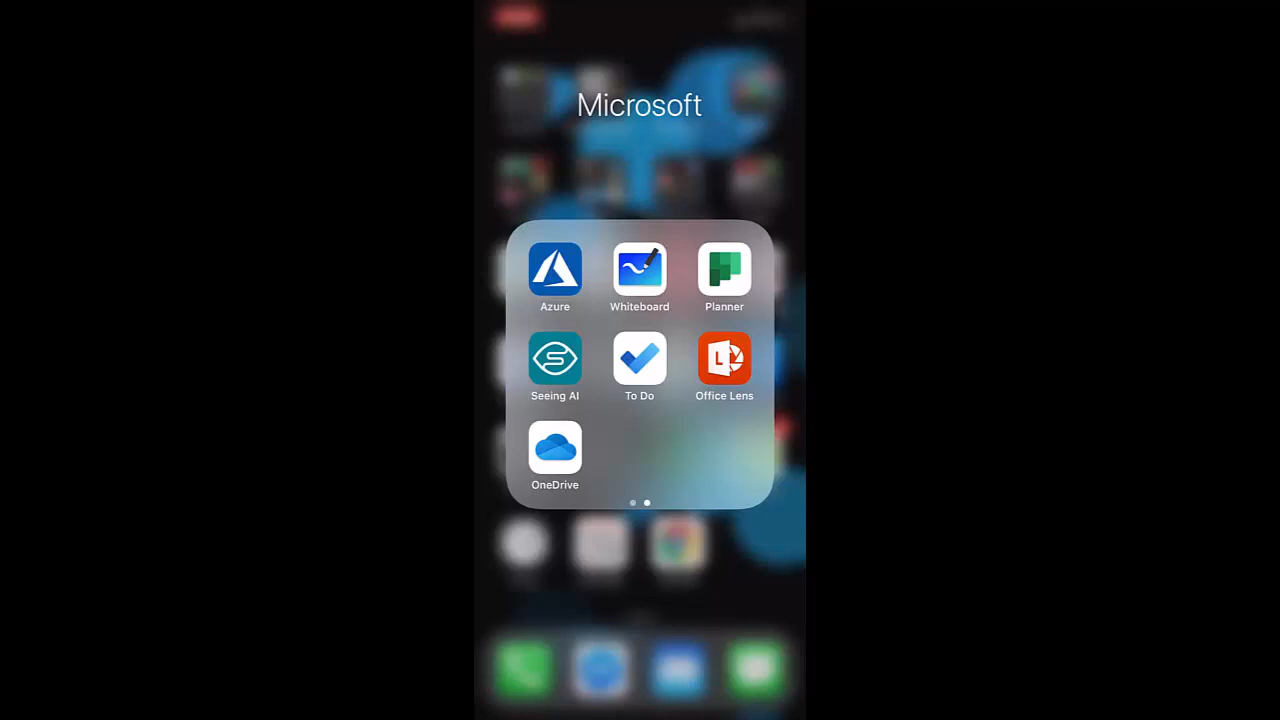 Microsoft
Azure
Whiteboard
Planner
Seeing AI
To Do
L
Office Lens
OneDrive